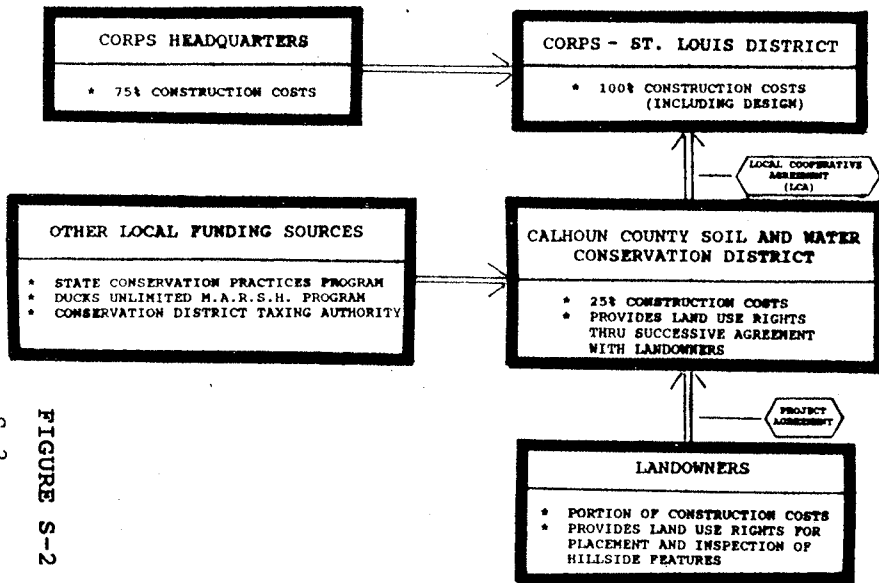 CORPS HEADQUARTERS
* 75% CONSTRUCTION COSTS
CORPS - ST. LOUIS DISTRICT
* 100% CONSTRUCTION COSTS
(INCLUDING DESIGN)
LOCAL COOPERATIVE
AGREEMENT
(LCA)
OTHER LOCAL FUNDING SOURCES
* STATE CONSERVATION PRACTICES PROGRAM
* DUCKS UNLIMITED M.A.R.S.H. PROGRAM
* CONSERVATION DISTRICT TAXING AUTHORITY
CALHOUN COUNTY SOIL AND WATER
CONSERVATION DISTRICT
* 25% CONSTRUCTION COSTS
* PROVIDES LAND USE RIGHTS
THRU SUCCESSIVE AGREEMENT
WITH LANDOWNERS
PROJECT
AGREEMENT
LANDOWNERS
* PORTION OF CONSTRUCTION COSTS
* PROVIDES LAND USE RIGHTS FOR
PLACEMENT AND INSPECTION OF
HILLSIDE FEATURES
FIGURE S-2